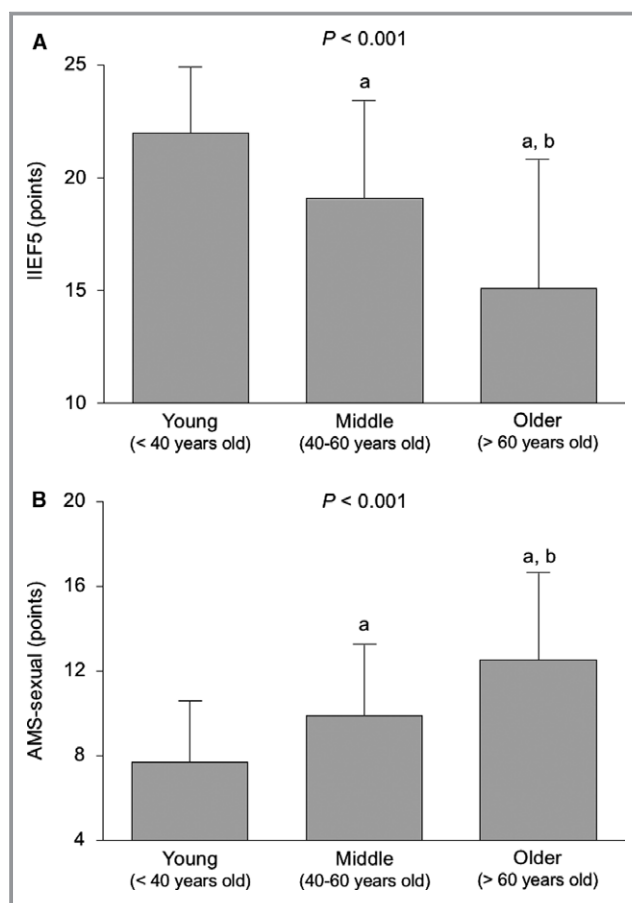 A
P < 0.001
25
20
15
10
IIEF5 (points)
a
a, b
Young
(< 40 years old)
Middle
(40-60 years old)
Older
(> 60 years old)
B
P < 0.001
20
16
12
8
4
AMS-sexual (points)
a
a, b
Young
(< 40 years old)
Middle
(40-60 years old)
Older
(> 60 years old)